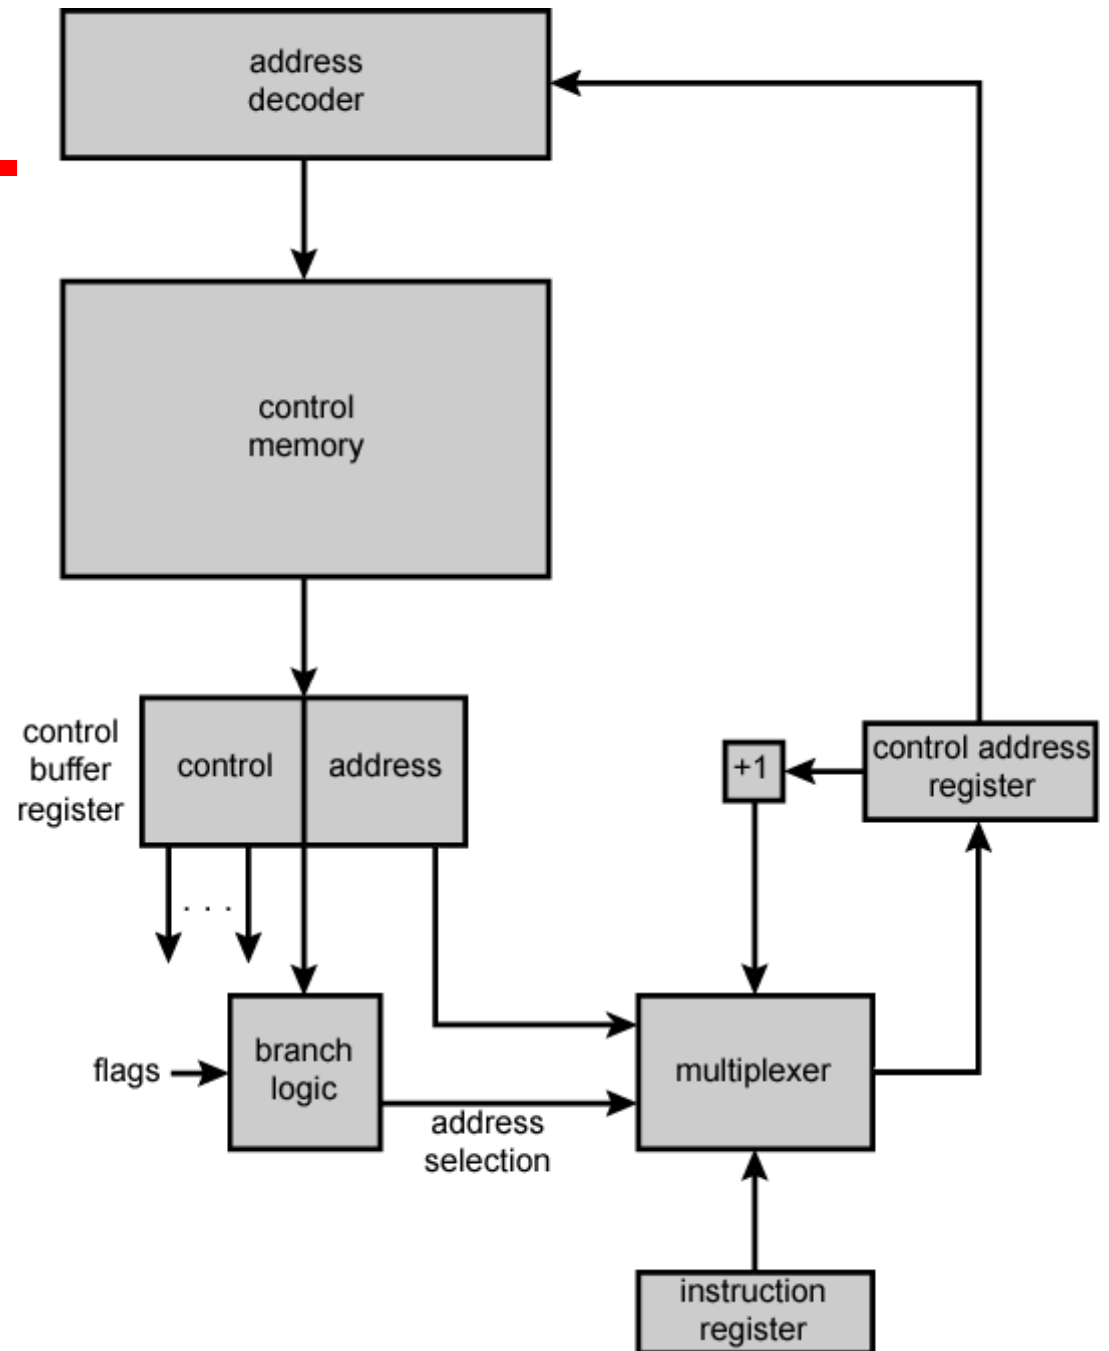 address
decoder
control
memory
control
buffer
register
control
address
+1
control address
register
. . .
flags
branch
logic
address
selection
multiplexer
instruction
register